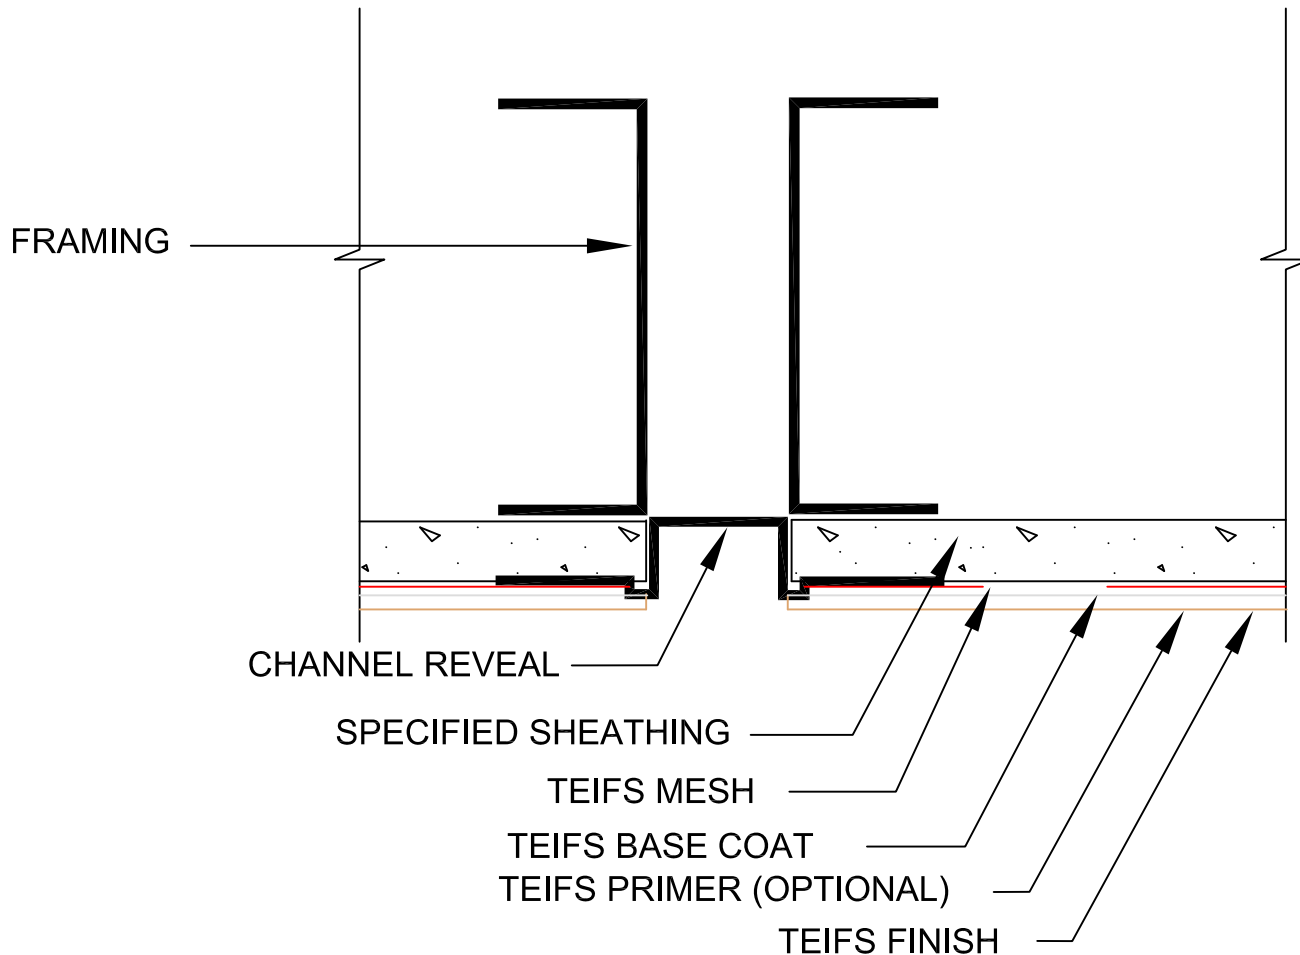 FRAMING
CHANNEL REVEAL
SPECIFIED SHEATHING
TEIFS MESH
TEIFS BASE COAT
TEIFS PRIMER (OPTIONAL)
TEIFS FINISH